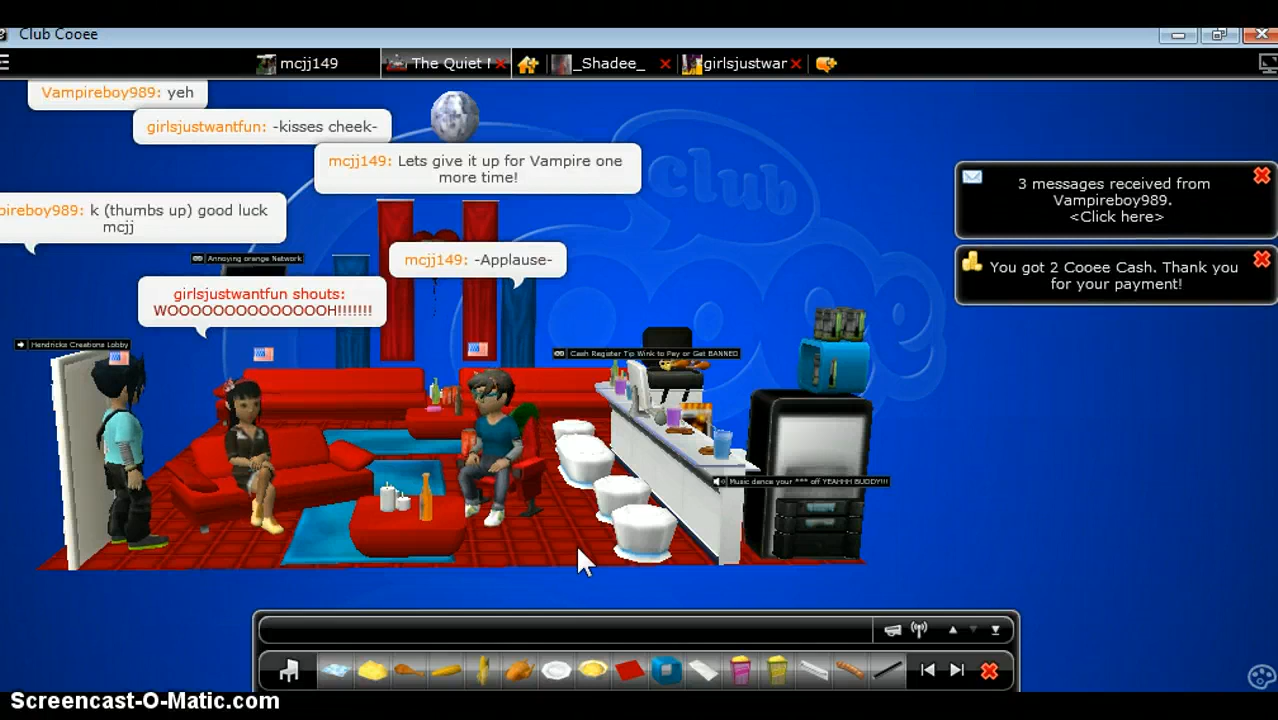 Club Cooee
mcjj149
The Quiet
_Shadee_
girlsjustwar
Vampireboy989: yeh
girlsjustwantfun: -kisses cheek-
mcjj149: Lets give it up for Vampire one
more time!
pireboy989: k (thumbs up) good luck
mcjj
mcjj149: -Applause-
Annoying orange Network
girlsjustwantfun shouts:
WOOOOOOOOOOOOOOH!!!!!!!
Hendricks Creations Lobby
Cash Register Tip Wink to Pay or Get BANNED
Music dance your *** off YEAHHH BUDDY!!!
club
3 messages received from
Vampireboy989.
<Click here>
You got 2 Cooee Cash. Thank you
for your payment!
Screencast-O-Matic.com